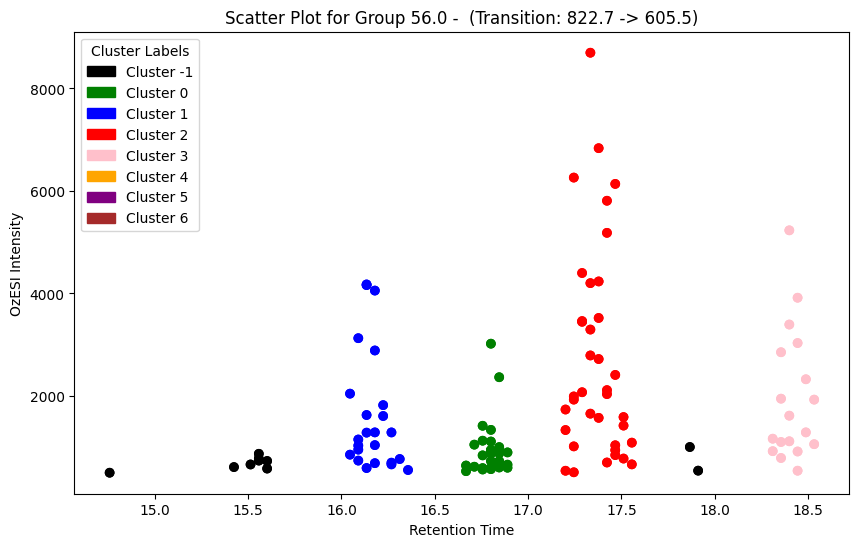 Scatter Plot for Group 56.0 -  (Transition: 822.7 -> 605.5)
Cluster Labels
Cluster -1
Cluster 0
Cluster 1
Cluster 2
Cluster 3
Cluster 4
Cluster 5
Cluster 6
OzESI Intensity
8000
6000
4000
2000
15.0 15.5 16.0 16.5 17.0 17.5 18.0 18.5
Retention Time